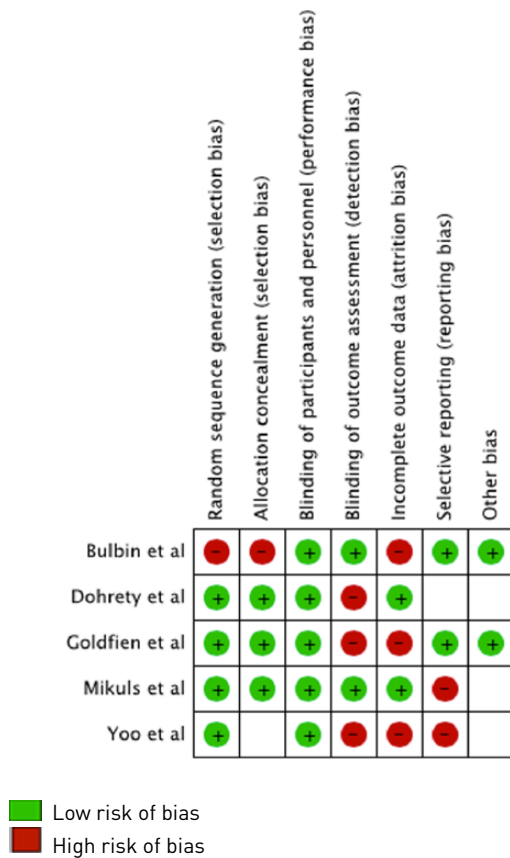 Random sequence generation (selection bias)
Allocation concealment (selection bias)
Blinding of participants and personnel (performance bias)
Blinding of outcome assessment (detection bias)
Incomplete outcome data (attrition bias)
Selective reporting (reporting bias)
Other bias
Bulbin et al - - + + - + +
Dohrety et al + + + - +
Goldfien et al + + + - - + +
Mikuls et al + + + + + -
Yoo et al + + - - -
Low risk of bias
High risk of bias